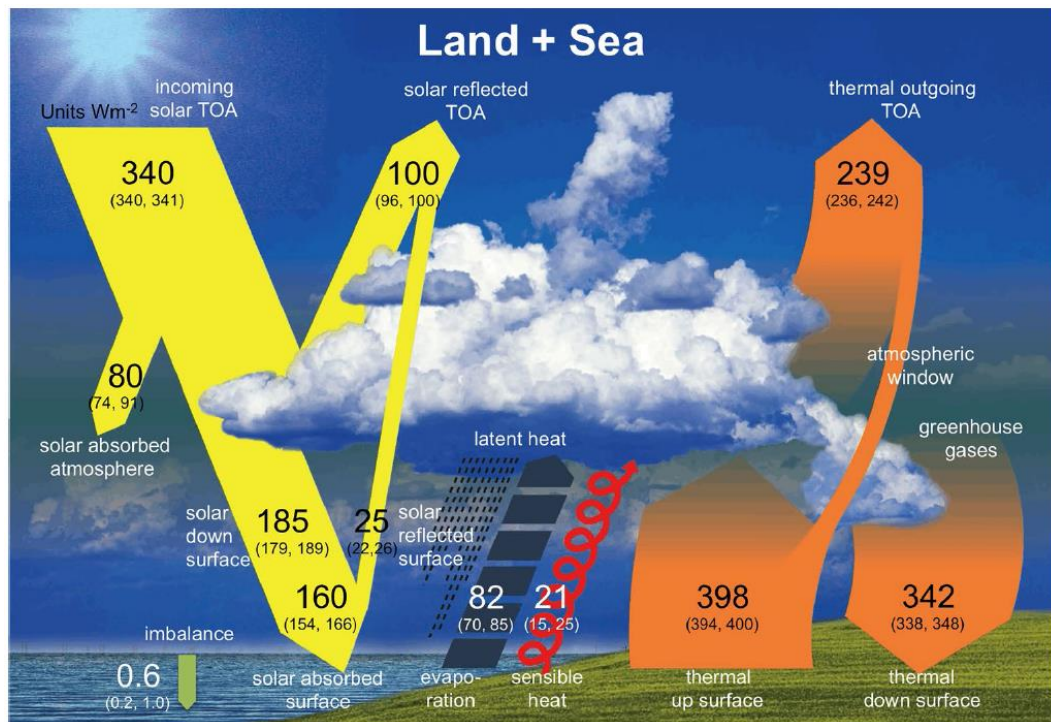 Land + Sea
Units Wm-2
incoming
solar TOA
solar reflected
TOA
thermal outgoing
TOA
340
(340, 341)
100
(96, 100)
239
(236, 242)
80
(74, 91)
solar absorbed
atmosphere
atmospheric
window
greenhouse
gases
latent heat
solar
down
surface
185
(179, 189)
25
(22,26)
solar
reflected
surface
160
(154, 166)
82
(70, 85)
21
(15, 25)
398
(394, 400)
342
(338, 348)
imbalance
0.6
(0.2, 1.0)
solar absorbed
surface
evapo-
ration
sensible
heat
thermal
up surface
thermal
down surface